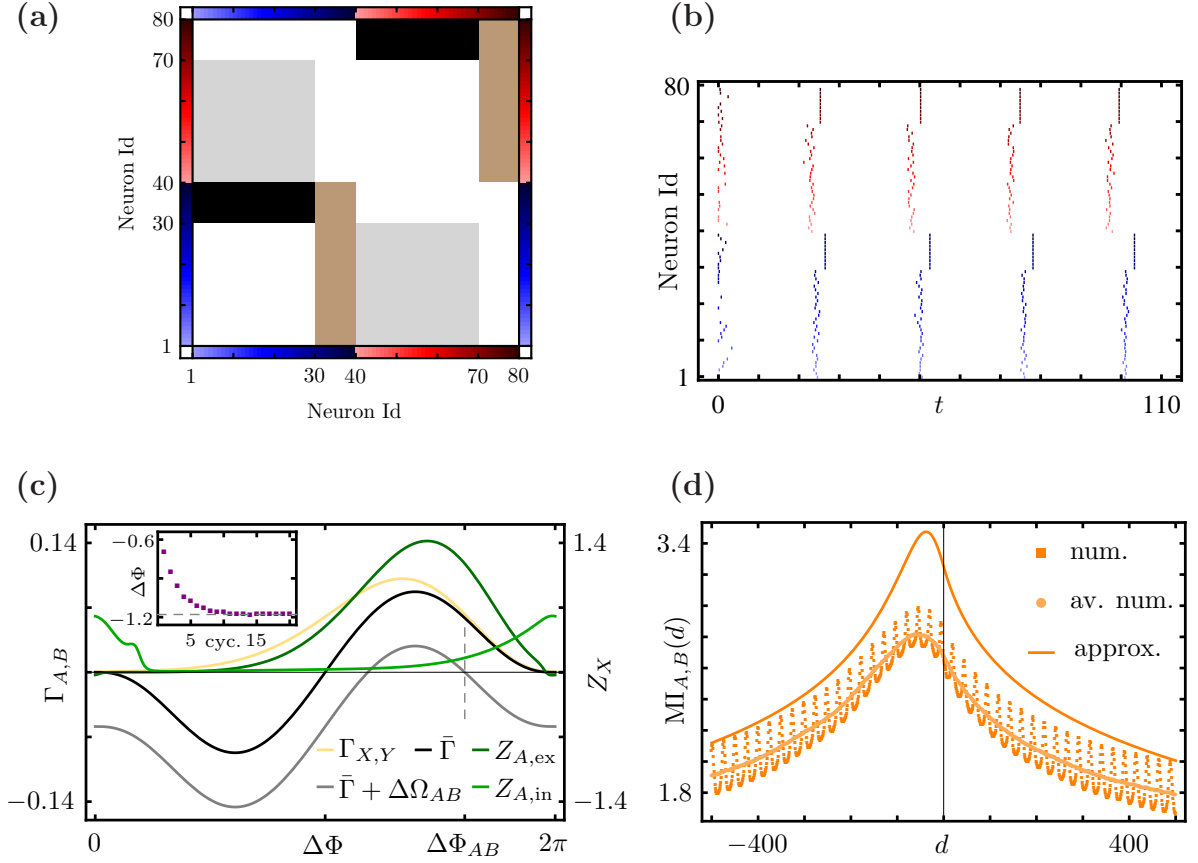 (a)
80
70
40
30
1
Neuron Id
1
30
40
70
80
Neuron Id
(b)
80
1
Neuron Id
0
t
110
(c)
0.14
−0.14
Γ_{A,B}
−0.6
−1.2
ΔΦ
5 cyc. 15
1.4
−1.4
Z_X
Γ_{X,Y} Γ̄ Z_{A,ex}
Γ̄ + ΔΩ_{AB} Z_{A,in}
0 ΔΦ ΔΦ_{AB} 2π
(d)
3.4
1.8
MI_{A,B}(d)
num.
av. num.
approx.
−400 d 400